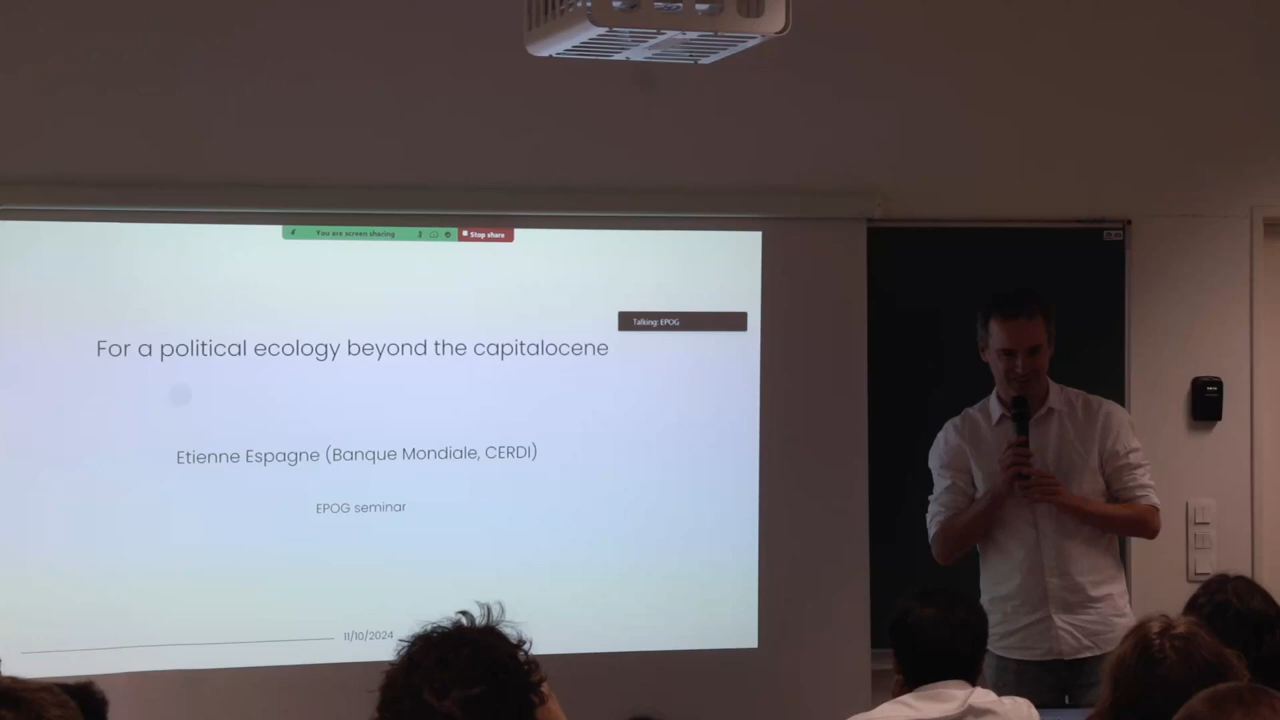 You are screen sharing
Stop share
Talking: EPOG
For a political ecology beyond the capitalocene
Etienne Espagne (Banque Mondiale, CERDI)
EPOG seminar
11/10/2024